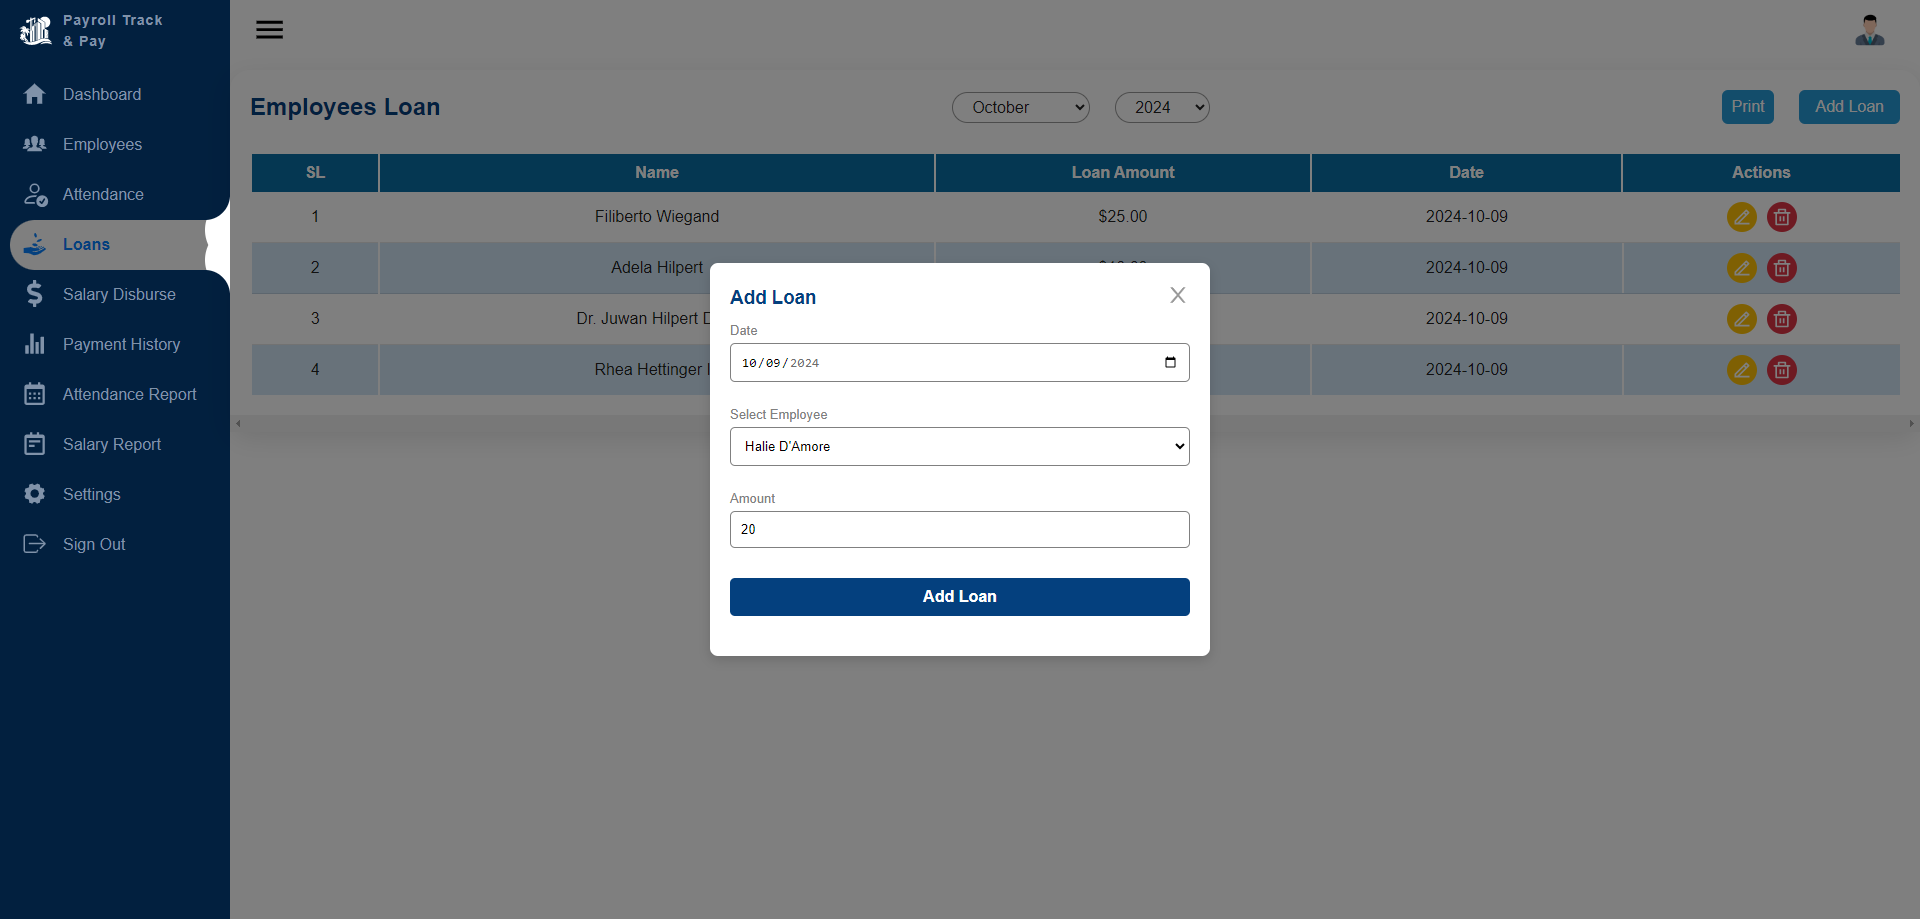 Payroll Track
& Pay
Dashboard
Employees
Attendance
Loans
Salary Disburse
Payment History
Attendance Report
Salary Report
Settings
Sign Out
Employees Loan
October
2024
Print
Add Loan
SL Name Loan Amount Date Actions
1 Filiberto Wiegand $25.00 2024-10-09
2 Adela Hilpert 2024-10-09
3 Dr. Juwan Hilpert 2024-10-09
4 Rhea Hettinger 2024-10-09
Add Loan
X
Date
10/09/2024
Select Employee
Halie D'Amore
Amount
20
Add Loan